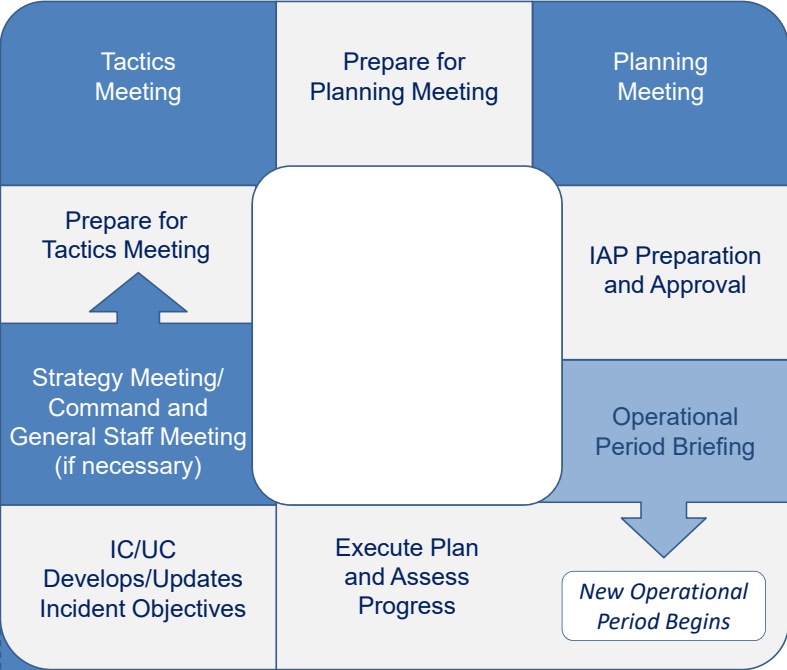 Tactics
Meeting
Prepare for
Planning Meeting
Planning
Meeting
Prepare for
Tactics Meeting
IAP Preparation
and Approval
Strategy Meeting/
Command and
General Staff Meeting
(if necessary)
Operational
Period Briefing
IC/UC
Develops/Updates
Incident Objectives
Execute Plan
and Assess
Progress
New Operational
Period Begins